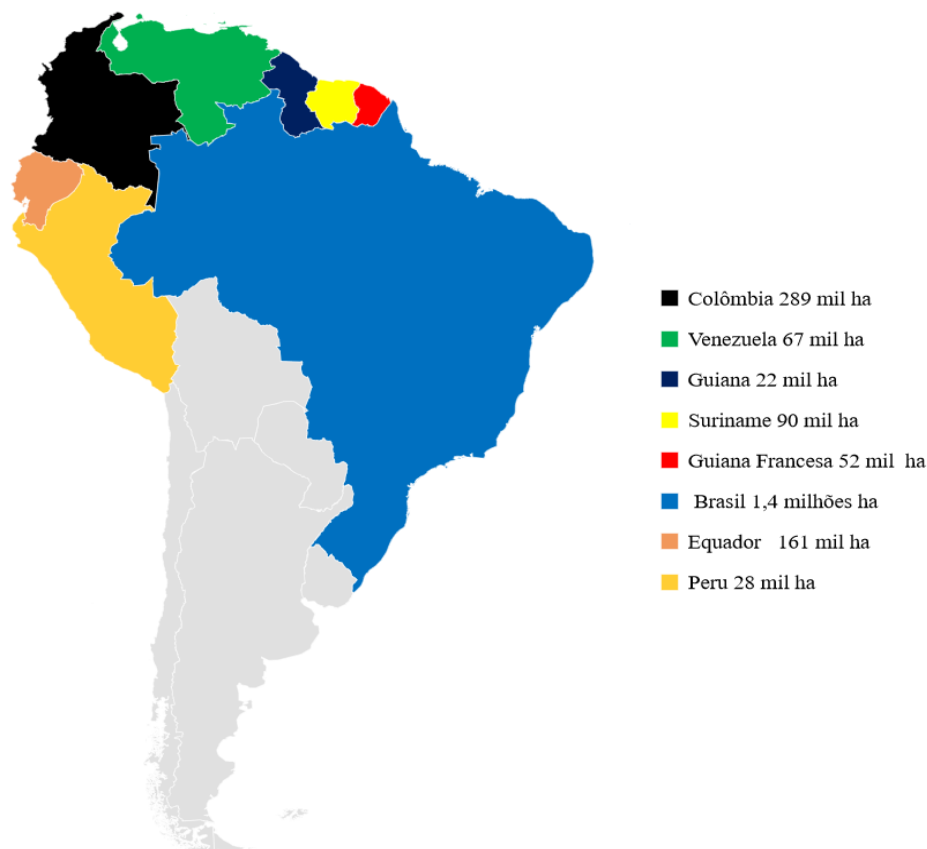 Colômbia 289 mil ha
Venezuela 67 mil ha
Guiana 22 mil ha
Suriname 90 mil ha
Guiana Francesa 52 mil ha
Brasil 1,4 milhões ha
Equador 161 mil ha
Peru 28 mil ha